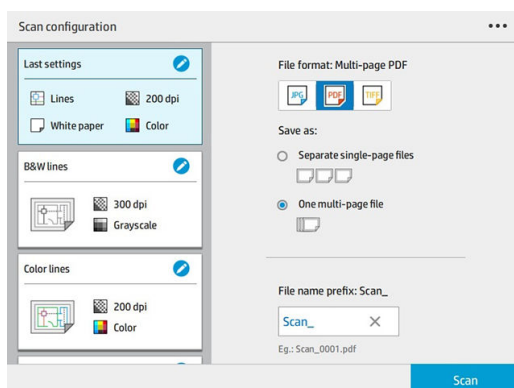 Scan configuration
Last settings
Lines
200 dpi
White paper
Color
B&W lines
300 dpi
Grayscale
Color lines
200 dpi
Color
File format: Multi-page PDF
JPG
PDF
TIFF
Save as:
Separate single-page files
One multi-page file
File name prefix: Scan_
Scan_
Eg.: Scan_0001.pdf
Scan